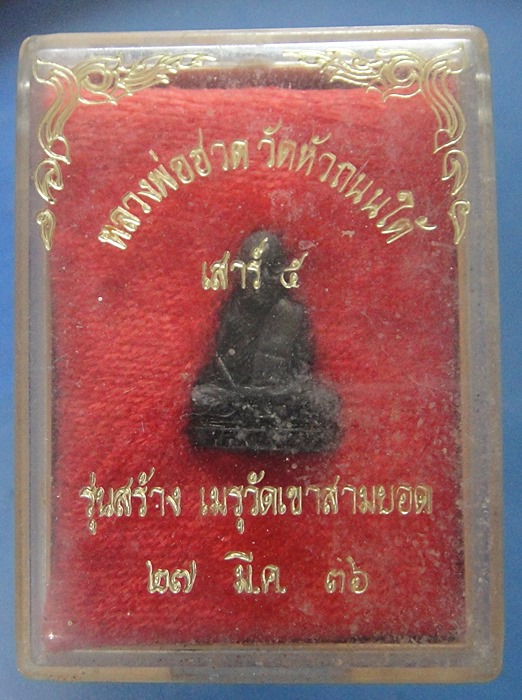 หลวงพ่อฮวด วัดหัวถนนใต้
เสาร์ ๕
รุ่นสร้าง เมรุวัดเขาสามยอด
๒๗ มี.ค. ๓๖